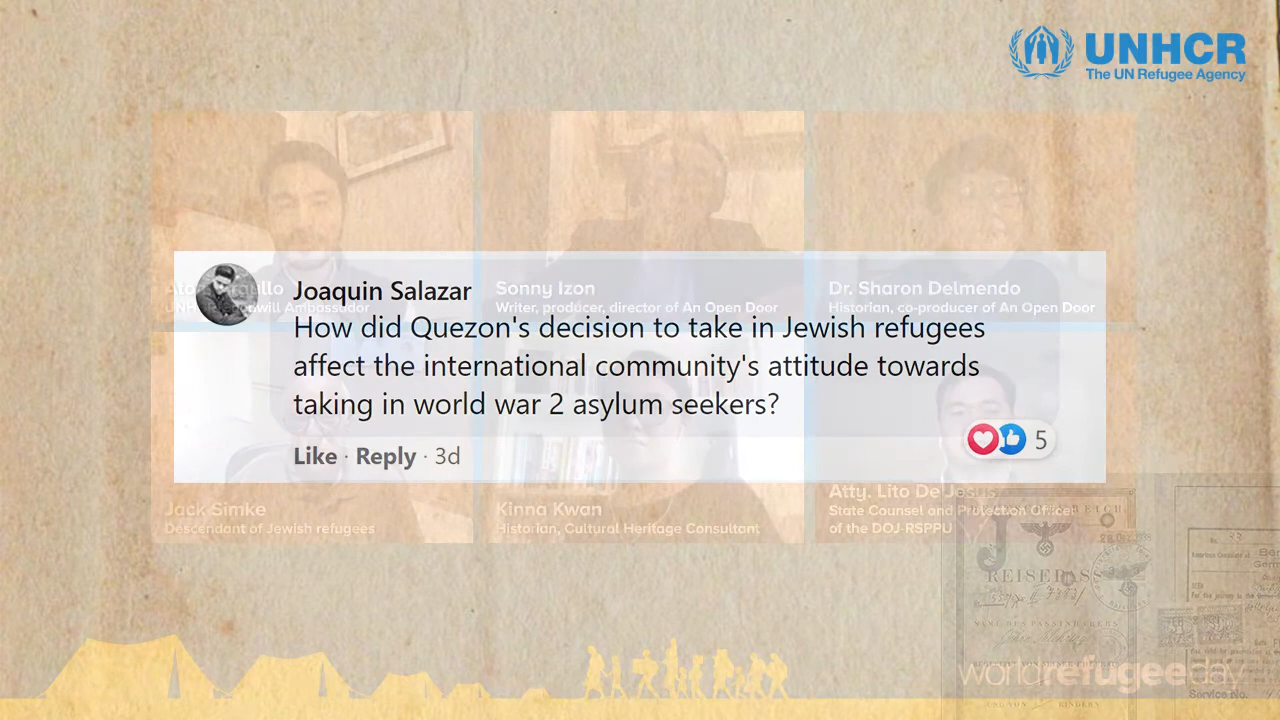 UNHCR
The UN Refugee Agency
Joaquin Salazar
How did Quezon's decision to take in Jewish refugees
affect the international community's attitude towards
taking in world war 2 asylum seekers?
Like · Reply · 3d
5
Sonny Izon
Writer, producer, director of An Open Door
Dr. Sharon Delmendo
Historian, co-producer of An Open Door
Jack Simke
Descendant of Jewish refugees
Kinna Kwan
Historian, Cultural Heritage Consultant
Atty. Lito De Jesus
State Counsel and Protection Officer
of the DOJ-RSPPU
J
REISEPASS
worldrefugeeday
Service No.